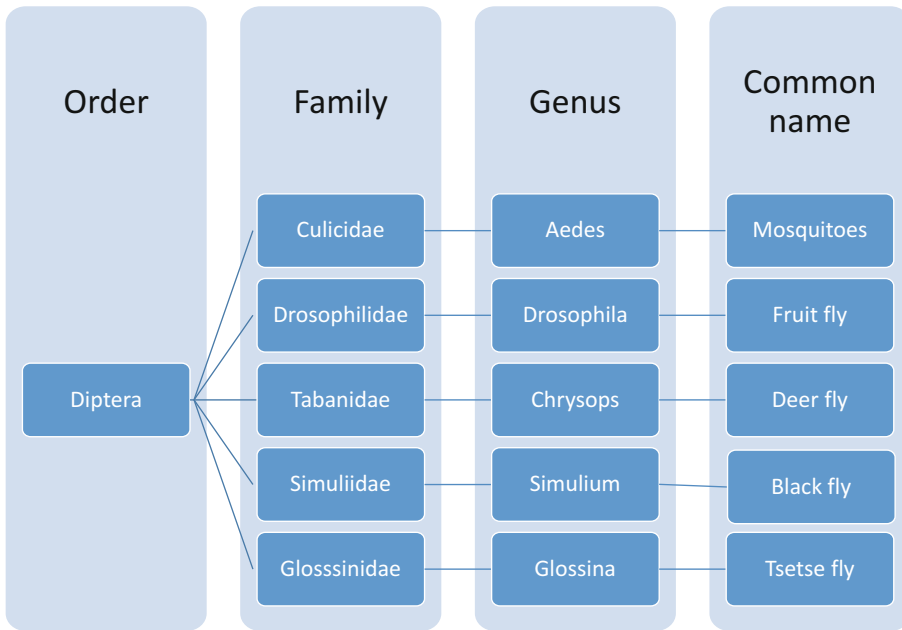 Order
Family
Genus
Common
name
Culicidae
Aedes
Mosquitoes
Drosophilidae
Drosophila
Fruit fly
Diptera
Tabanidae
Chrysops
Deer fly
Simuliidae
Simulium
Black fly
Glosssinidae
Glossina
Tsetse fly